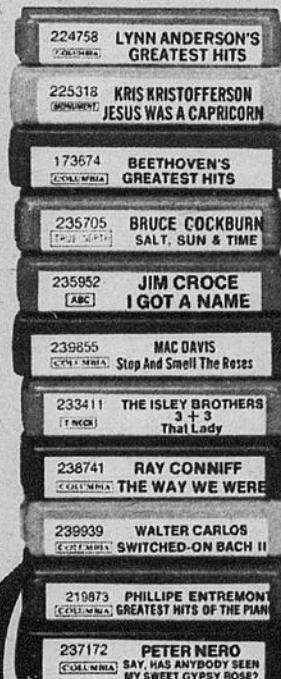 224758 LYNN ANDERSON'S
COLUMBIA GREATEST HITS
225318 KRIS KRISTOFFERSON
MONUMENT JESUS WAS A CAPRICORN
173674 BEETHOVEN'S
COLUMBIA GREATEST HITS
235705 BRUCE COCKBURN
TRUE NORTH SALT, SUN & TIME
235952 JIM CROCE
ABC I GOT A NAME
239855 MAC DAVIS
COLUMBIA Stop And Smell The Roses
233411 THE ISLEY BROTHERS
T NECK 3 + 3
That Lady
238741 RAY CONNIFF
COLUMBIA THE WAY WE WERE
239939 WALTER CARLOS
COLUMBIA SWITCHED-ON BACH II
219873 PHILLIPE ENTREMONT
COLUMBIA GREATEST HITS OF THE PIAN
237172 PETER NERO
COLUMBIA SAY, HAS ANYBODY SEEN
MY SWEET GYPSY ROSE?